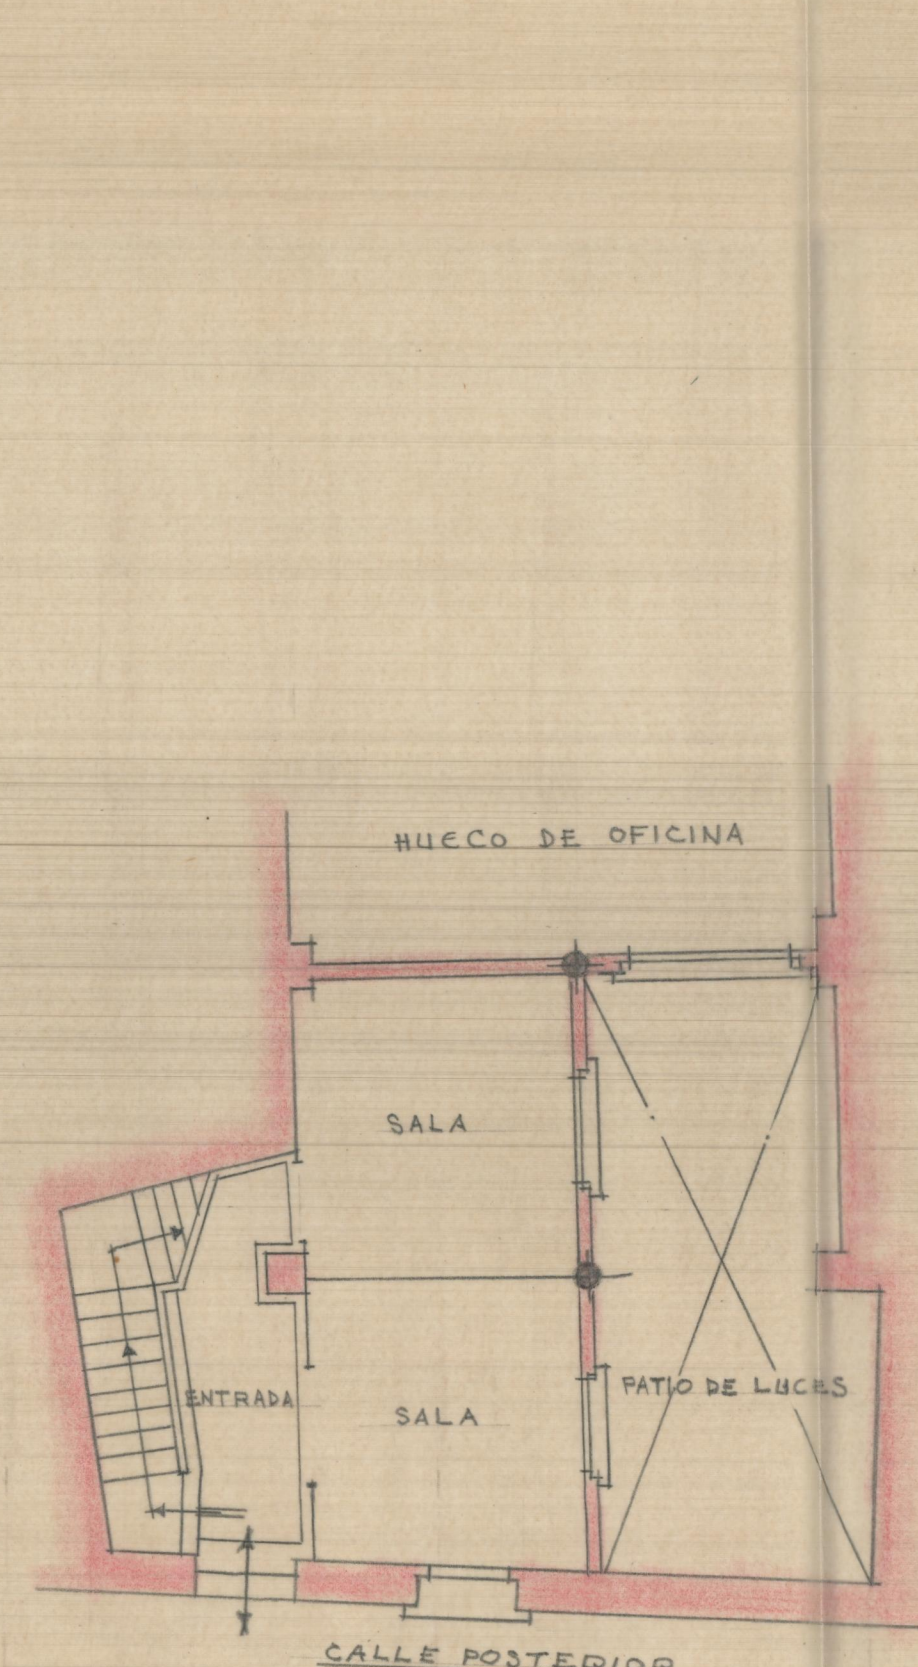 HUECO DE OFICINA
SALA
ENTRADA
SALA
PATIO DE LUCES
CALLE POSTERIOR